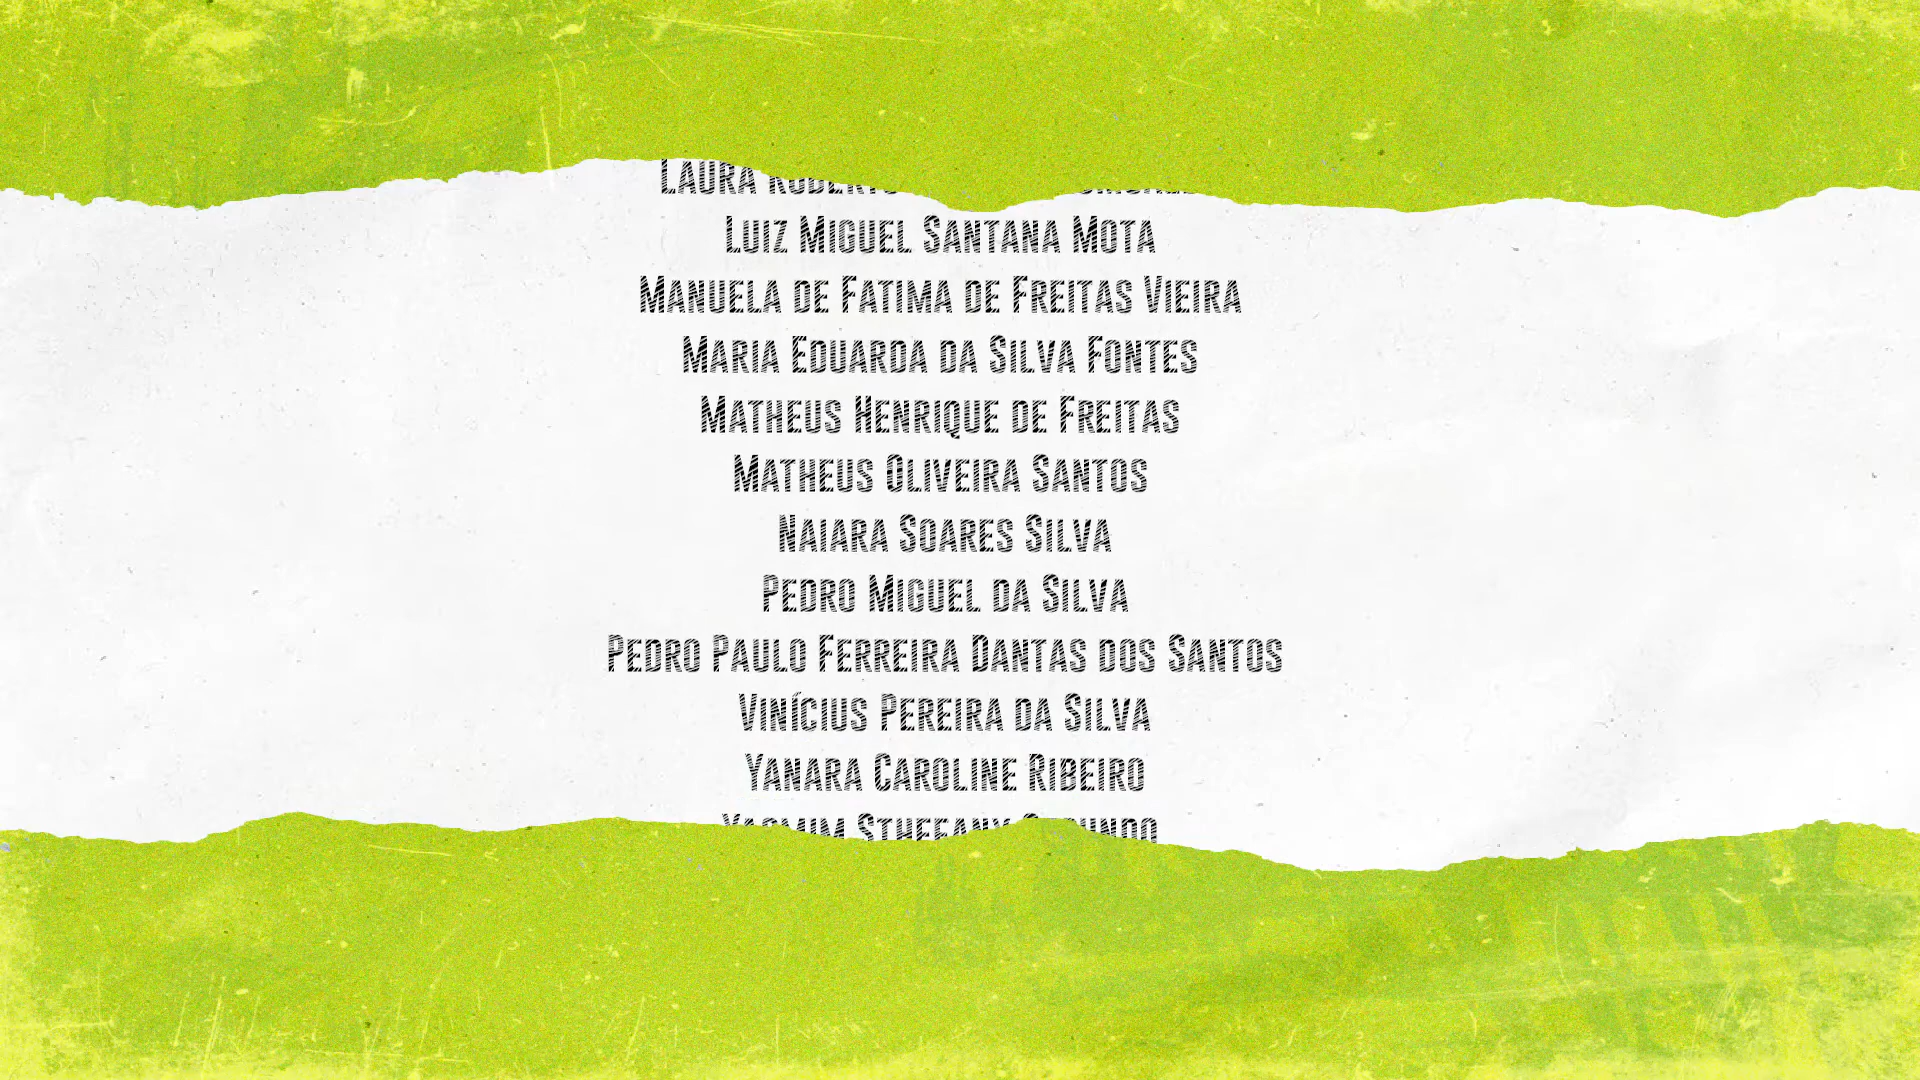 Laura
Luiz Miguel Santana Mota
Manuela de Fatima de Freitas Vieira
Maria Eduarda da Silva Fontes
Matheus Henrique de Freitas
Matheus Oliveira Santos
Naiara Soares Silva
Pedro Miguel da Silva
Pedro Paulo Ferreira Dantas dos Santos
Vinícius Pereira da Silva
Yanara Caroline Ribeiro